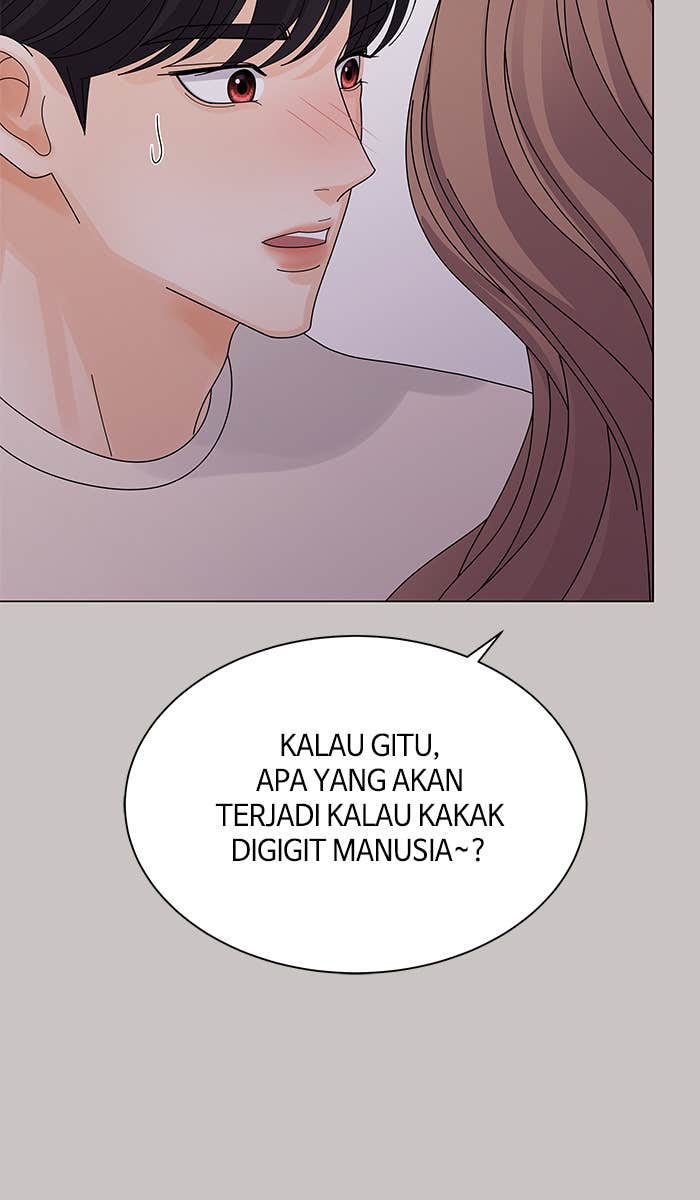 KALAU GITU,
APA YANG AKAN
TERJADI KALAU KAKAK
DIGIGIT MANUSIA~?